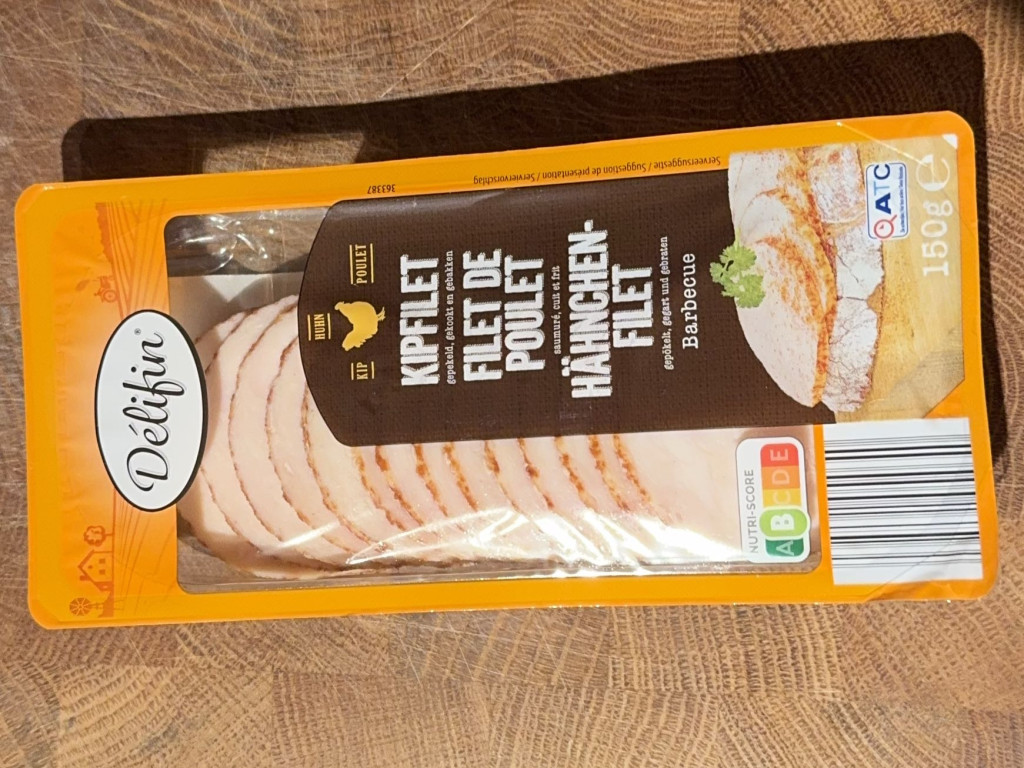 Délifin®
KIP
HUHN
POULET
KIPFILET
gepekeld, gekookt en gebakken
FILET DE
POULET
saumuré, cuit et frit
HÄHNCHEN-
FILET
gepökelt, gegart und gebraten
Barbecue
363387
Serveersuggestie / Suggestion de présentation / Serviervorschlag
NUTRI-SCORE
A B C D E
ATC
150g e